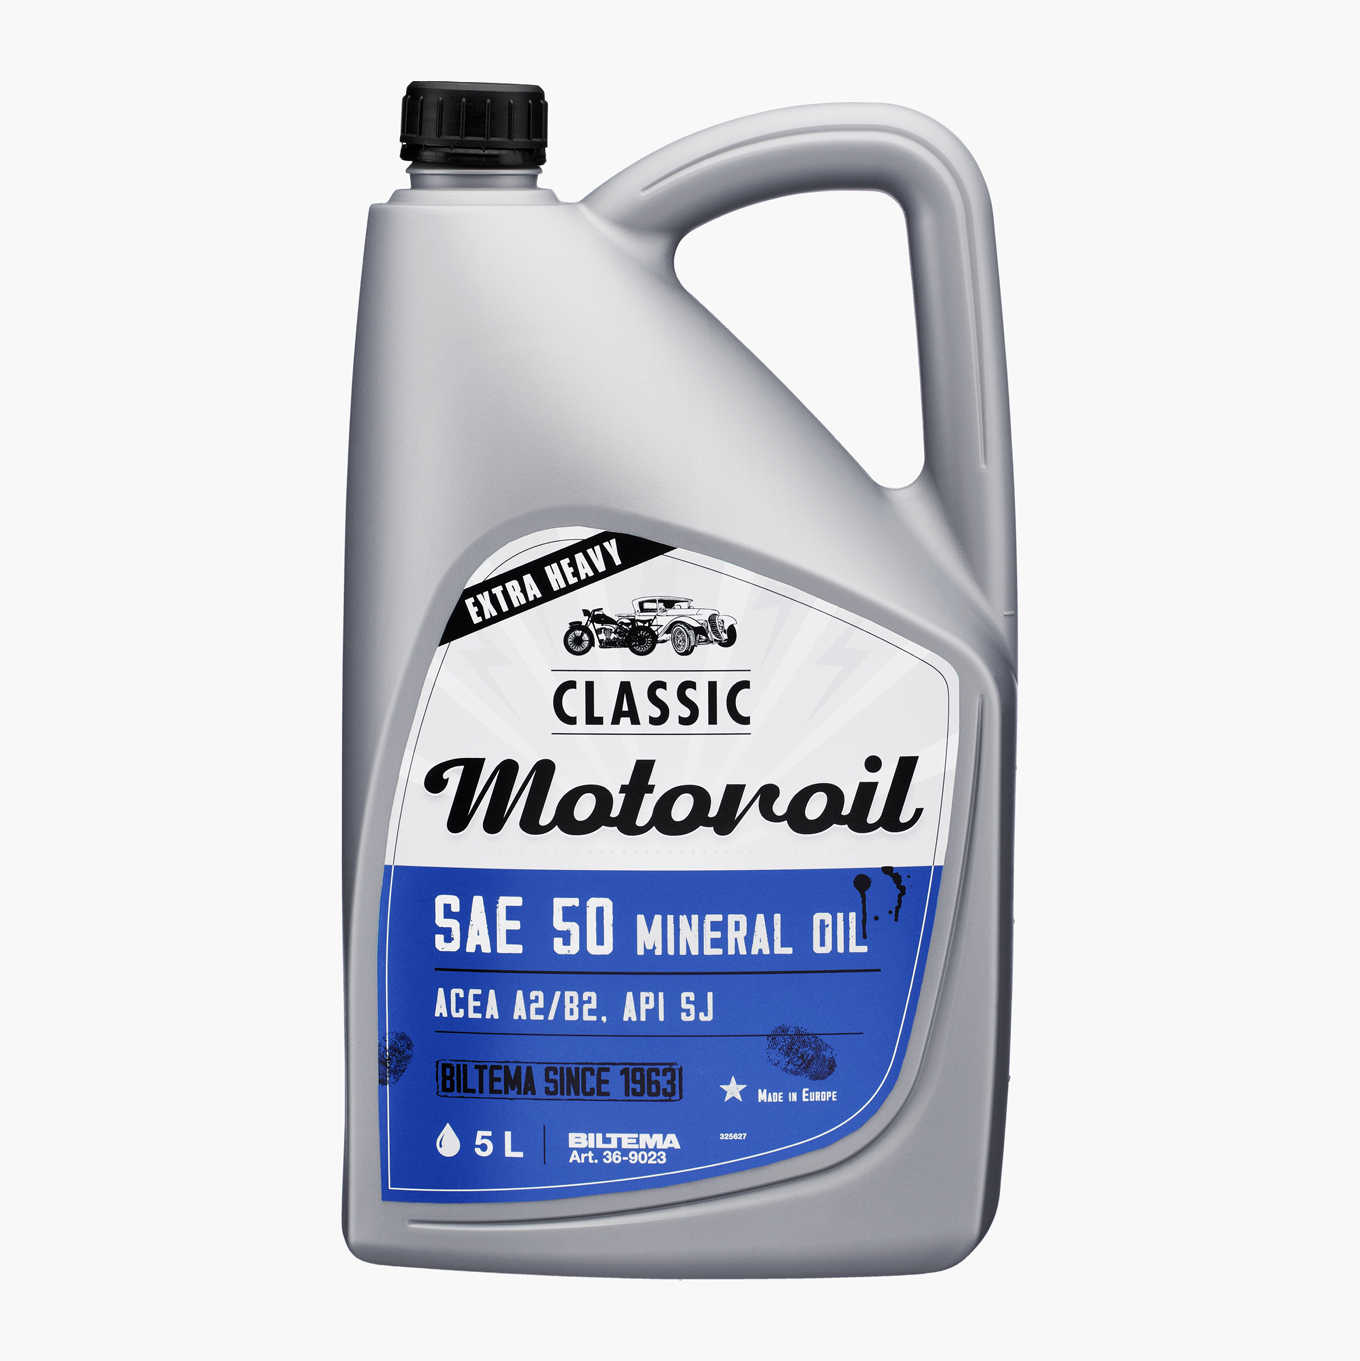 EXTRA HEAVY
CLASSIC
Motoroil
SAE 50 MINERAL OIL
ACEA A2/B2, API SJ
BILTEMA SINCE 1963
MADE IN EUROPE
5 L
BILTEMA
Art. 36-9023
325627